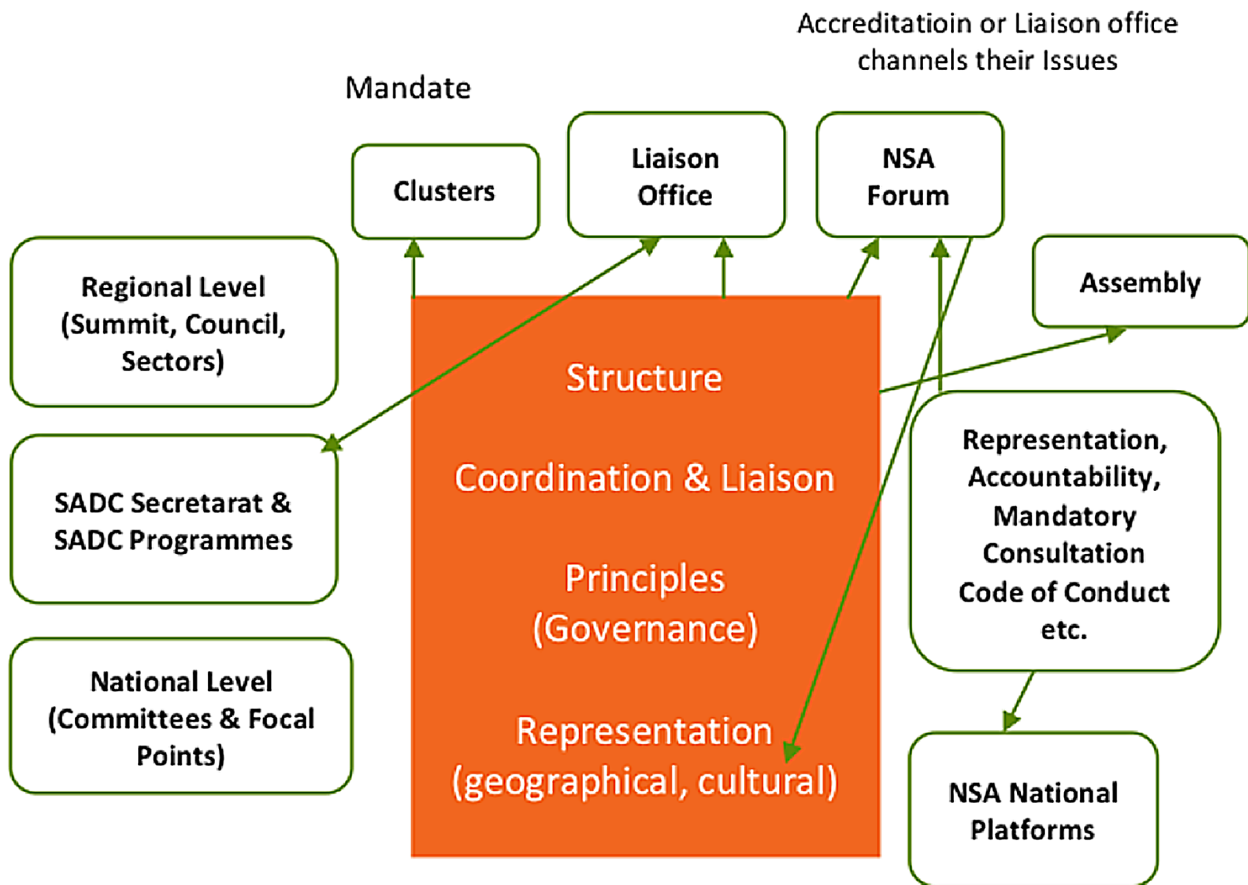 Accreditatioin or Liaison office
channels their Issues
Mandate
Clusters
Liaison
Office
NSA
Forum
Assembly
Regional Level
(Summit, Council,
Sectors)
SADC Secretarat &
SADC Programmes
National Level
(Committees & Focal
Points)
Structure
Coordination & Liaison
Principles
(Governance)
Representation
(geographical, cultural)
Representation,
Accountability,
Mandatory
Consultation
Code of Conduct
etc.
NSA National
Platforms